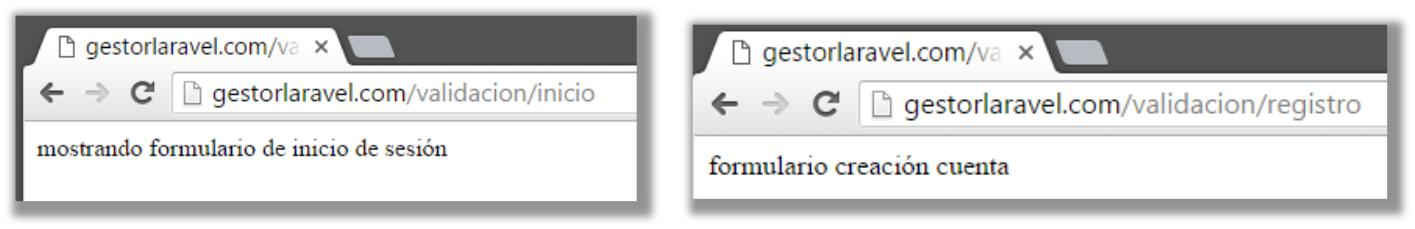 gestorlaravel.com/va
gestorlaravel.com/validacion/inicio
mostrando formulario de inicio de sesión
gestorlaravel.com/va
gestorlaravel.com/validacion/registro
formulario creación cuenta